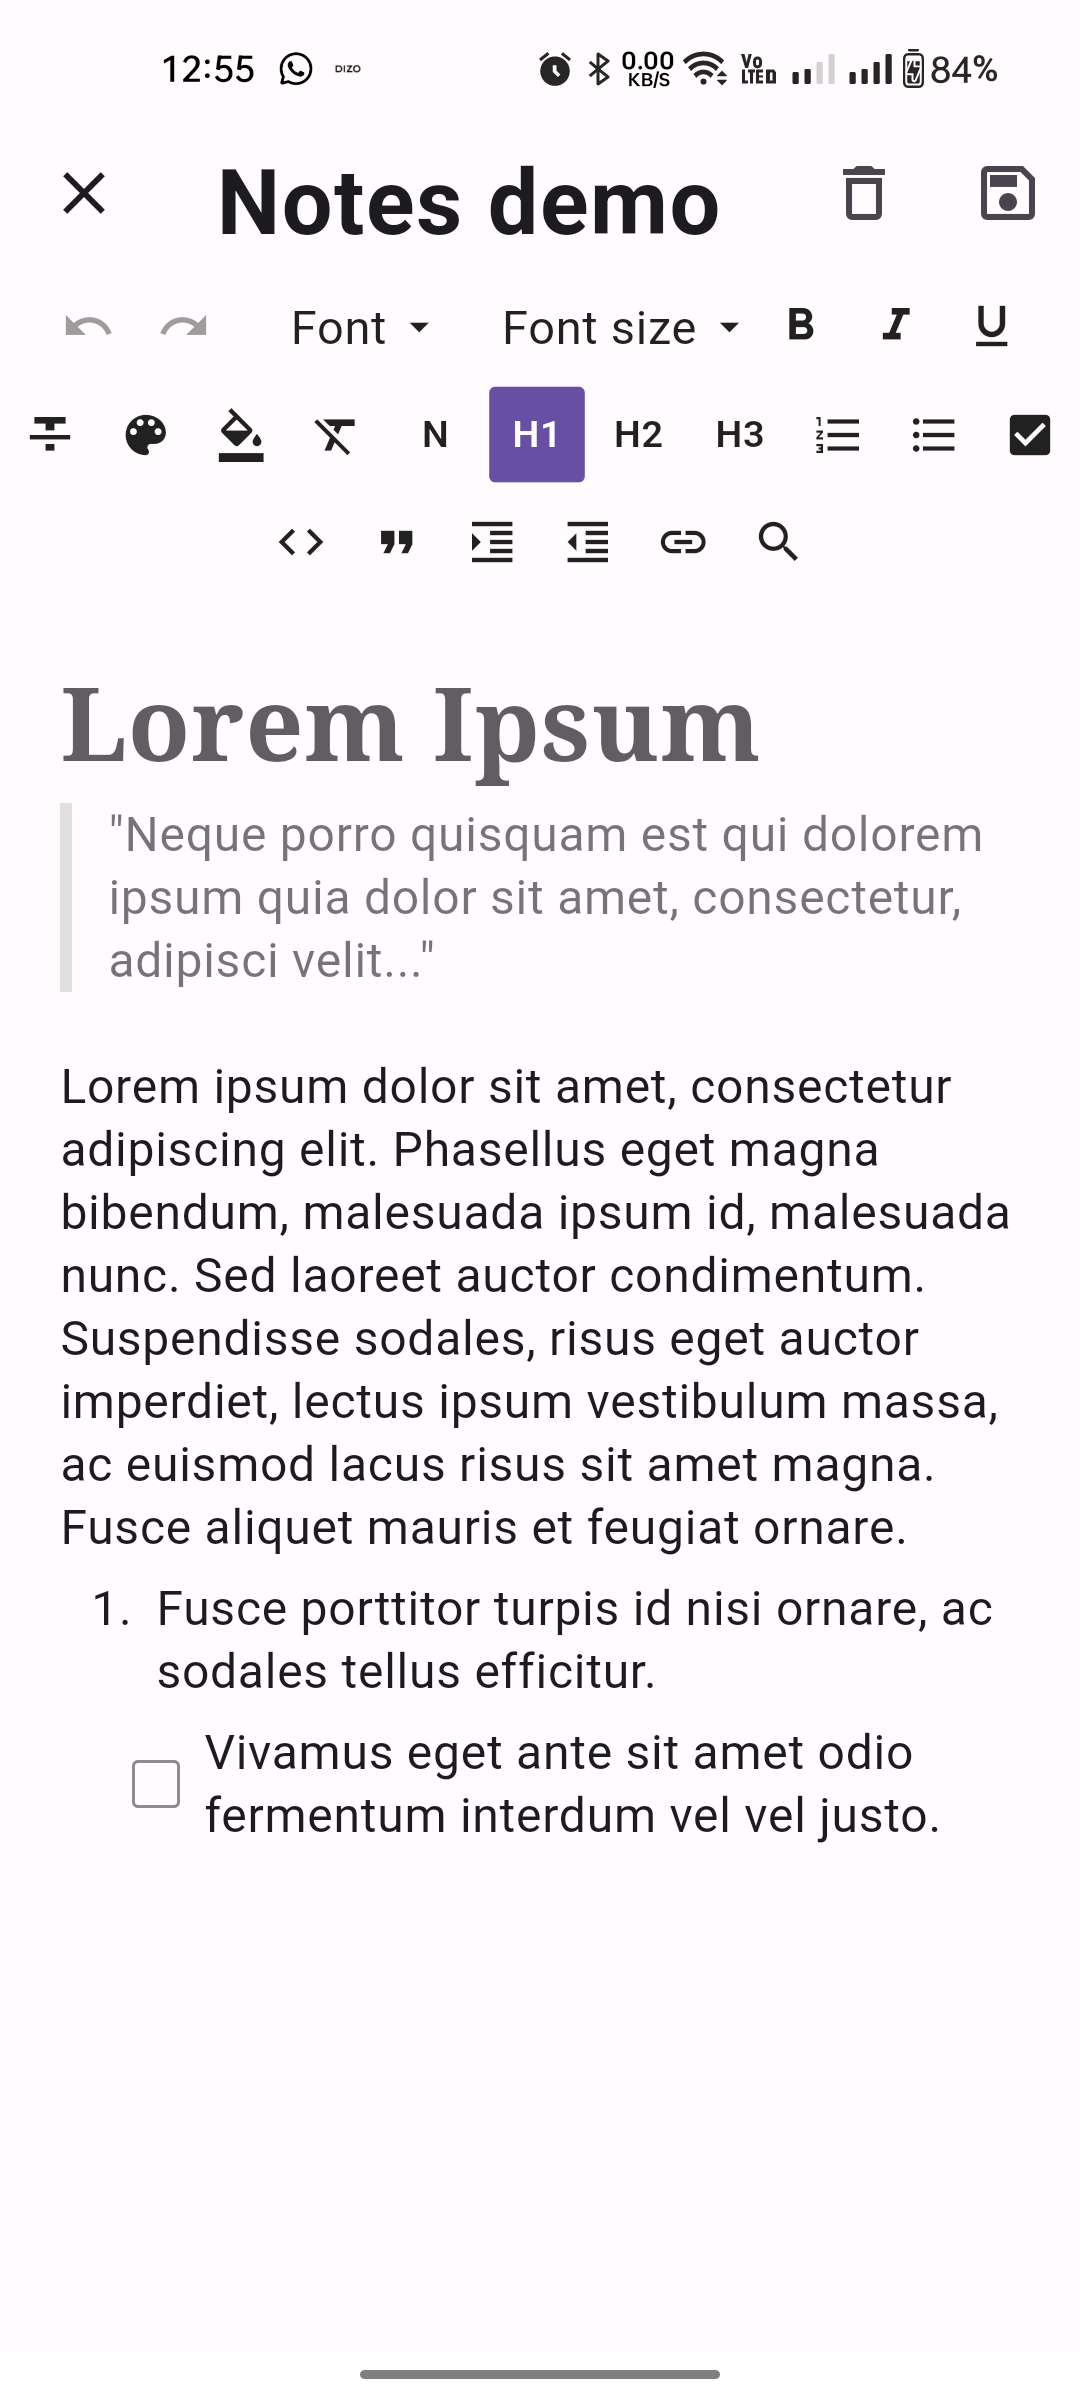 12:55 DIZO 0.00 KB/S Vo LTED 84%
Notes demo
Font Font size B I U
N H1 H2 H3
Lorem Ipsum
"Neque porro quisquam est qui dolorem
ipsum quia dolor sit amet, consectetur,
adipisci velit..."
Lorem ipsum dolor sit amet, consectetur
adipiscing elit. Phasellus eget magna
bibendum, malesuada ipsum id, malesuada
nunc. Sed laoreet auctor condimentum.
Suspendisse sodales, risus eget auctor
imperdiet, lectus ipsum vestibulum massa,
ac euismod lacus risus sit amet magna.
Fusce aliquet mauris et feugiat ornare.
1. Fusce porttitor turpis id nisi ornare, ac
sodales tellus efficitur.
Vivamus eget ante sit amet odio
fermentum interdum vel vel justo.